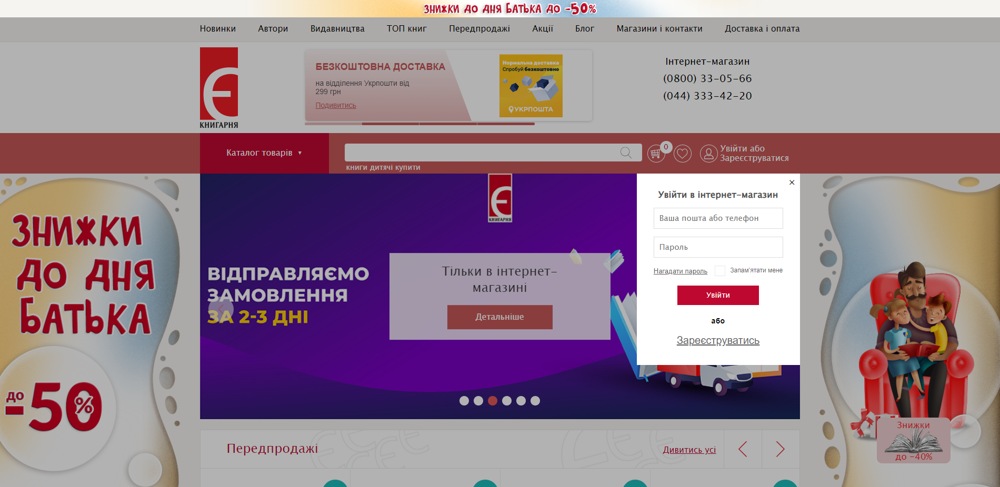 ЗНИЖКИ ДО ДНЯ БАТЬКА ДО -50%
Новинки Автори Видавництва ТОП книг Передпродажі Акції Блог Магазини і контакти Доставка і оплата
Є
КНИГАРНЯ
БЕЗКОШТОВНА ДОСТАВКА
на відділення Укрпошти від
299 грн
Подивитись
Нормальна доставка
Спробуй безкоштовно
УКРПОШТА
Інтернет-магазин
(0800) 33-05-66
(044) 333-42-20
Каталог товарів ▼
0
Увійти або
Зареєструватися
книги дитячі купити
ЗНИЖКИ
ДО ДНЯ
БАТЬКА
ДО
-50%
Є
КНИГАРНЯ
ВІДПРАВЛЯЄМО
ЗАМОВЛЕННЯ
ЗА 2-3 ДНІ
Тільки в інтернет-
магазині
Детальніше
×
Увійти в інтернет-магазин
Ваша пошта або телефон
Пароль
Нагадати пароль Запам'ятати мене
Увійти
або
Зареєструватись
Передпродажі
Дивитись усі
Знижки
до -40%